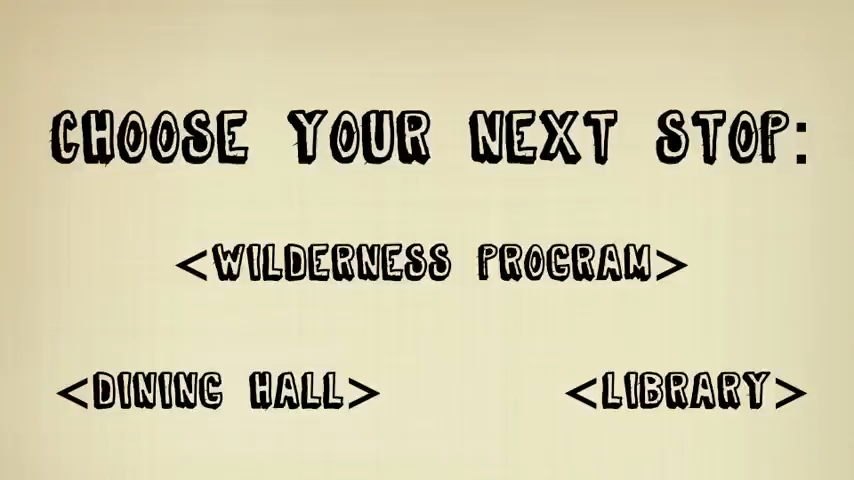 CHOOSE YOUR NEXT STOP:
<WILDERNESS PROGRAM>
<DINING HALL> <LIBRARY>